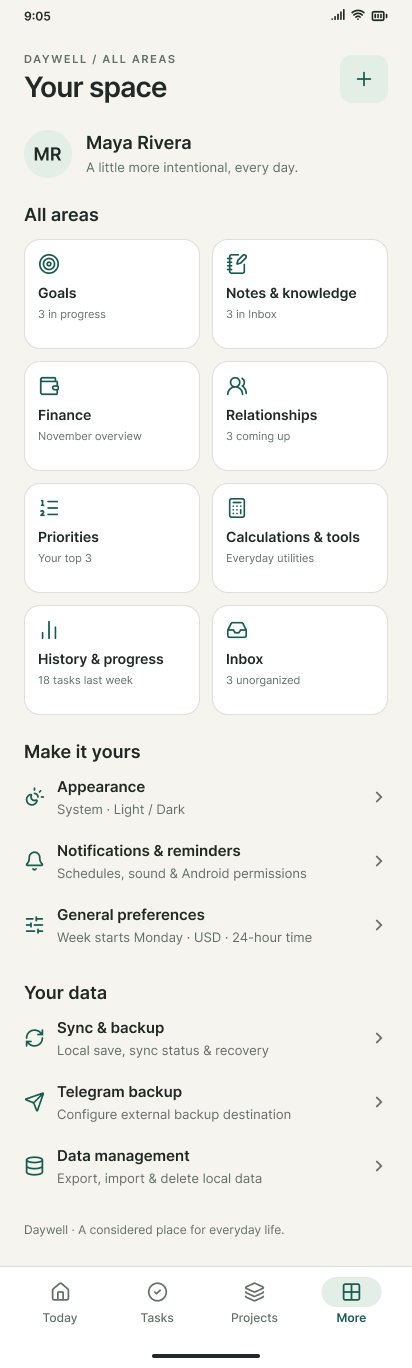 9:05
DAYWELL / ALL AREAS
Your space
MR
Maya Rivera
A little more intentional, every day.
All areas
Goals
3 in progress
Notes & knowledge
3 in Inbox
Finance
November overview
Relationships
3 coming up
Priorities
Your top 3
Calculations & tools
Everyday utilities
History & progress
18 tasks last week
Inbox
3 unorganized
Make it yours
Appearance
System · Light / Dark
Notifications & reminders
Schedules, sound & Android permissions
General preferences
Week starts Monday · USD · 24-hour time
Your data
Sync & backup
Local save, sync status & recovery
Telegram backup
Configure external backup destination
Data management
Export, import & delete local data
Daywell · A considered place for everyday life.
Today
Tasks
Projects
More